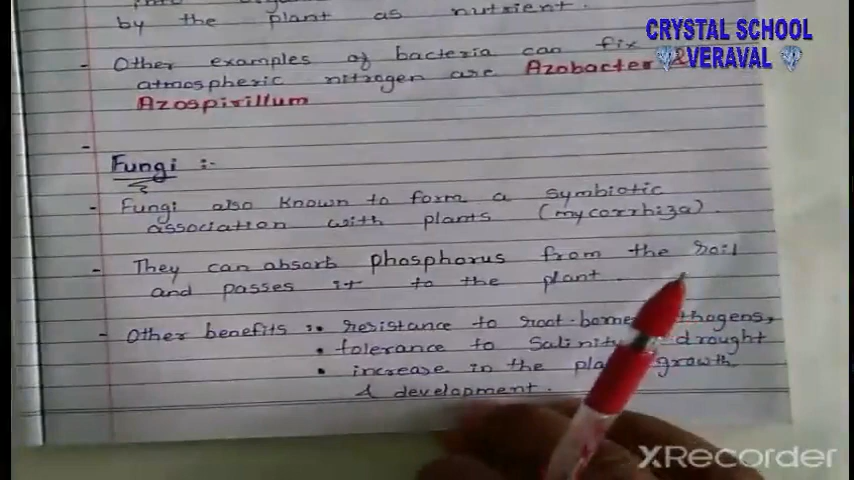 by the plant as nutrient.
- Other examples of bacteria can fix
atmospheric nitrogen are Azobacter &
Azospirillum
-
Fungi :-
- Fungi also known to form a symbiotic
association with plants (mycorrhiza).
- They can absorb phosphorus from the soil
and passes it to the plant.
- Other benefits :• resistance to root-borne
• tolerance to salinity drought
• increase in the growth
& development.
CRYSTAL SCHOOL
VERAVAL
XRecorder